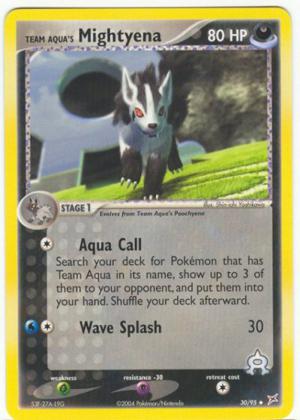 TEAM AQUA'S Mightyena 80 HP
STAGE 1
Evolves from Team Aqua's Poochyena
Aqua Call
Search your deck for Pokémon that has
Team Aqua in its name, show up to 3 of
them to your opponent, and put them into
your hand. Shuffle your deck afterward.
Wave Splash 30
weakness resistance -30 retreat cost
©2004 Pokémon/Nintendo 30/95